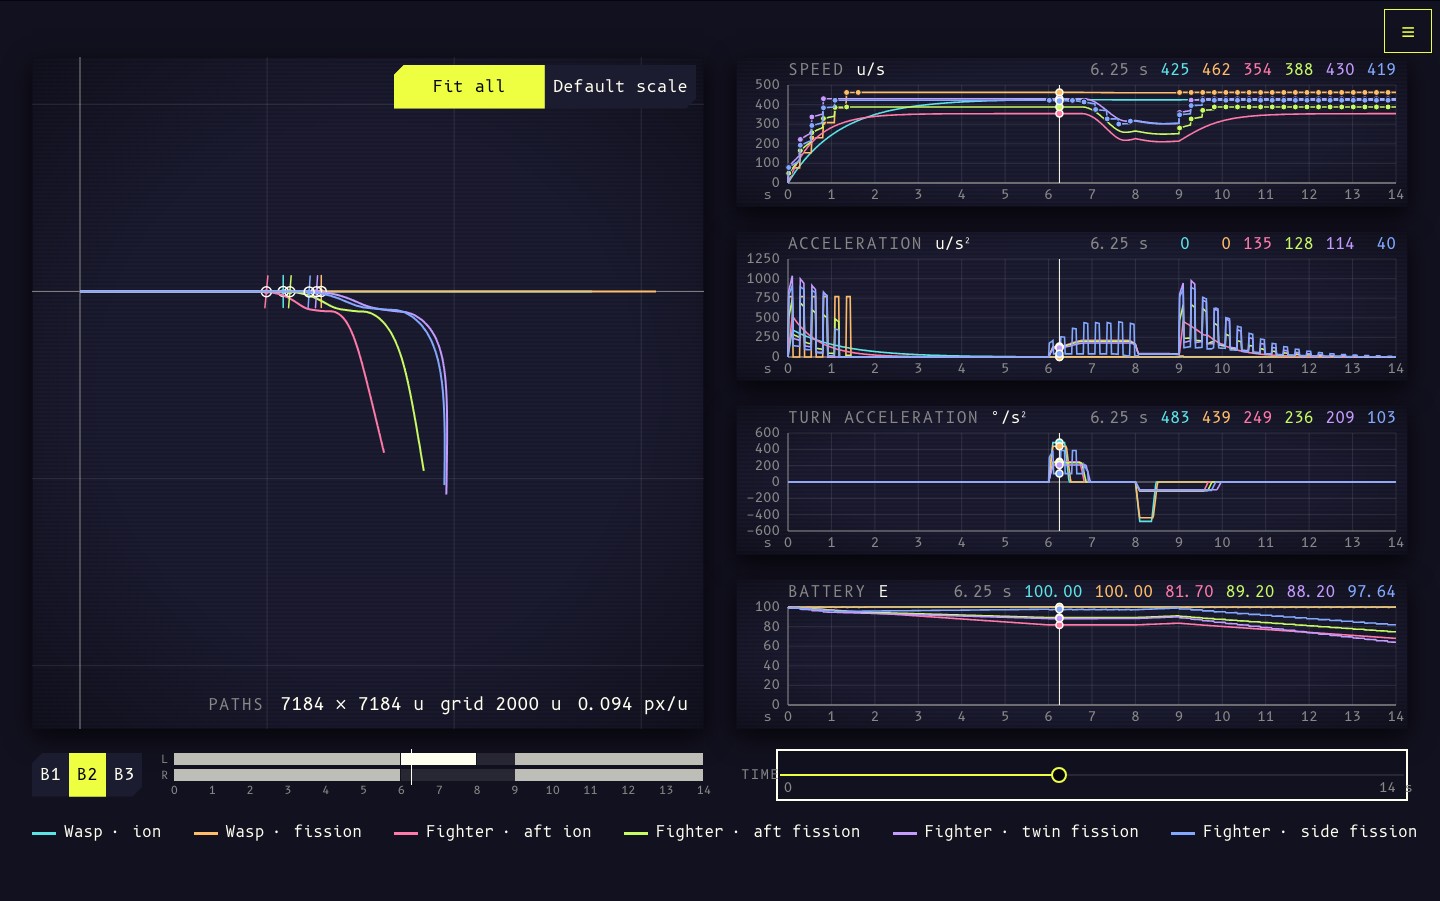 ≡
Fit all Default scale
PATHS 7184 × 7184 u grid 2000 u 0.094 px/u
SPEED u/s 6.25 s 425 462 354 388 430 419
500
400
300
200
100
0
s 0 1 2 3 4 5 6 7 8 9 10 11 12 13 14
ACCELERATION u/s² 6.25 s 0 0 135 128 114 40
1250
1000
750
500
250
0
s 0 1 2 3 4 5 6 7 8 9 10 11 12 13 14
TURN ACCELERATION °/s² 6.25 s 483 439 249 236 209 103
600
400
200
0
−200
−400
−600
s 0 1 2 3 4 5 6 7 8 9 10 11 12 13 14
BATTERY E 6.25 s 100.00 100.00 81.70 89.20 88.20 97.64
100
80
60
40
20
0
s 0 1 2 3 4 5 6 7 8 9 10 11 12 13 14
B1 B2 B3
L
R
0 1 2 3 4 5 6 7 8 9 10 11 12 13 14
TIME 0 14 s
Wasp · ion Wasp · fission Fighter · aft ion Fighter · aft fission Fighter · twin fission Fighter · side fission